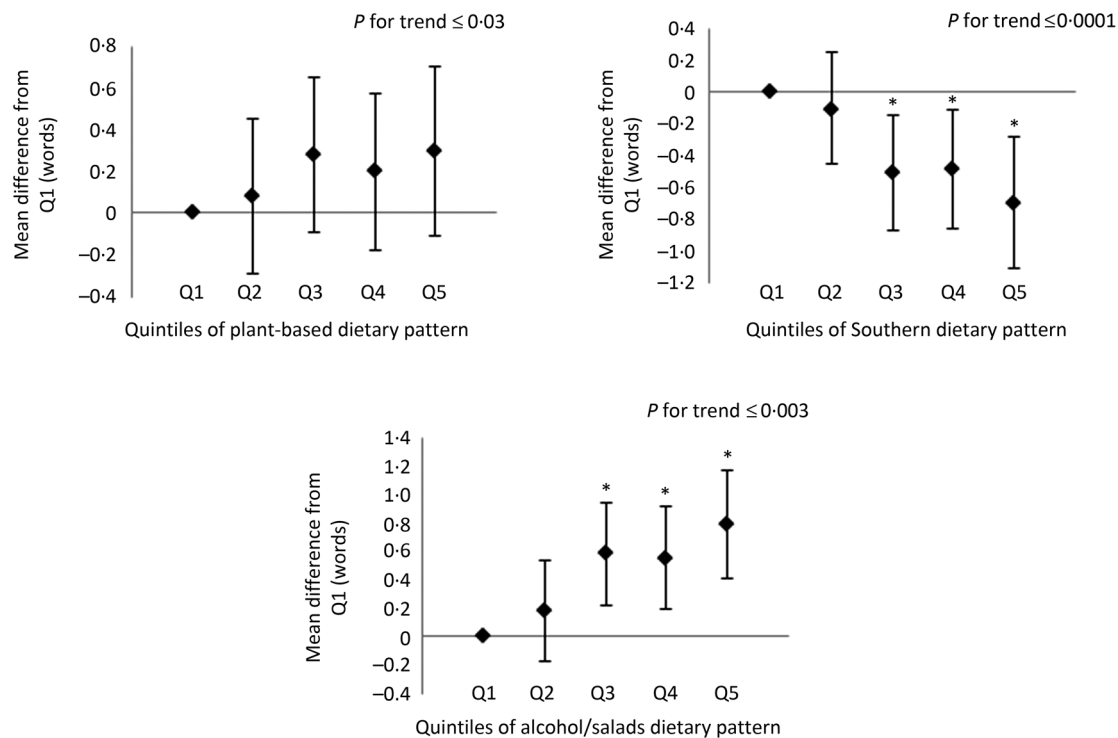 P for trend ≤ 0·03
0·8
0·6
0·4
0·2
0
–0·2
–0·4
Mean difference from
Q1 (words)
Q1 Q2 Q3 Q4 Q5
Quintiles of plant-based dietary pattern
P for trend ≤0·0001
0·4
0·2
0
–0·2
–0·4
–0·6
–0·8
–1·0
–1·2
Mean difference from
Q1 (words)
* * *
Q1 Q2 Q3 Q4 Q5
Quintiles of Southern dietary pattern
P for trend ≤ 0·003
1·4
1·2
1·0
0·8
0·6
0·4
0·2
0
–0·2
–0·4
Mean difference from
Q1 (words)
* * *
Q1 Q2 Q3 Q4 Q5
Quintiles of alcohol/salads dietary pattern